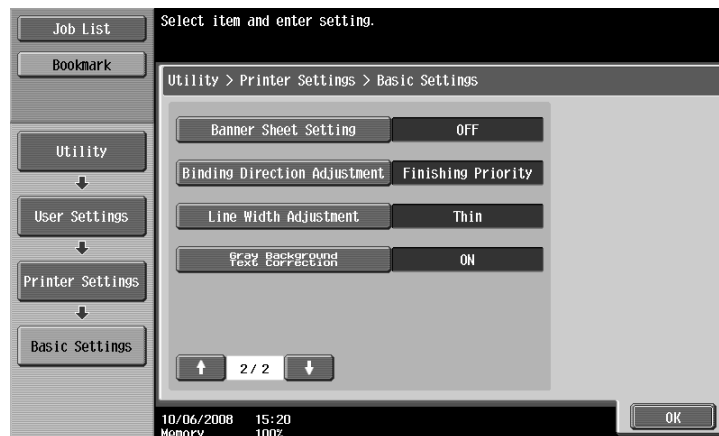 Job List
Bookmark
Select item and enter setting.
Utility > Printer Settings > Basic Settings
Utility
User Settings
Printer Settings
Basic Settings
Banner Sheet Setting OFF
Binding Direction Adjustment Finishing Priority
Line Width Adjustment Thin
Gray Background
Text Correction ON
2/ 2
OK
10/06/2008 15:20
Memory 100%